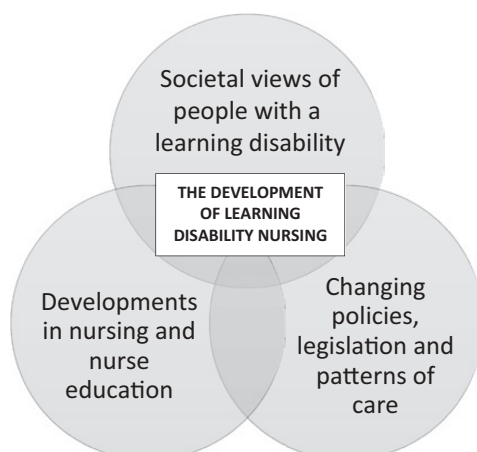 Societal views of
people with a
learning disability
THE DEVELOPMENT
OF LEARNING
DISABILITY NURSING
Developments
in nursing and
nurse
education
Changing
policies,
legislation and
patterns of
care